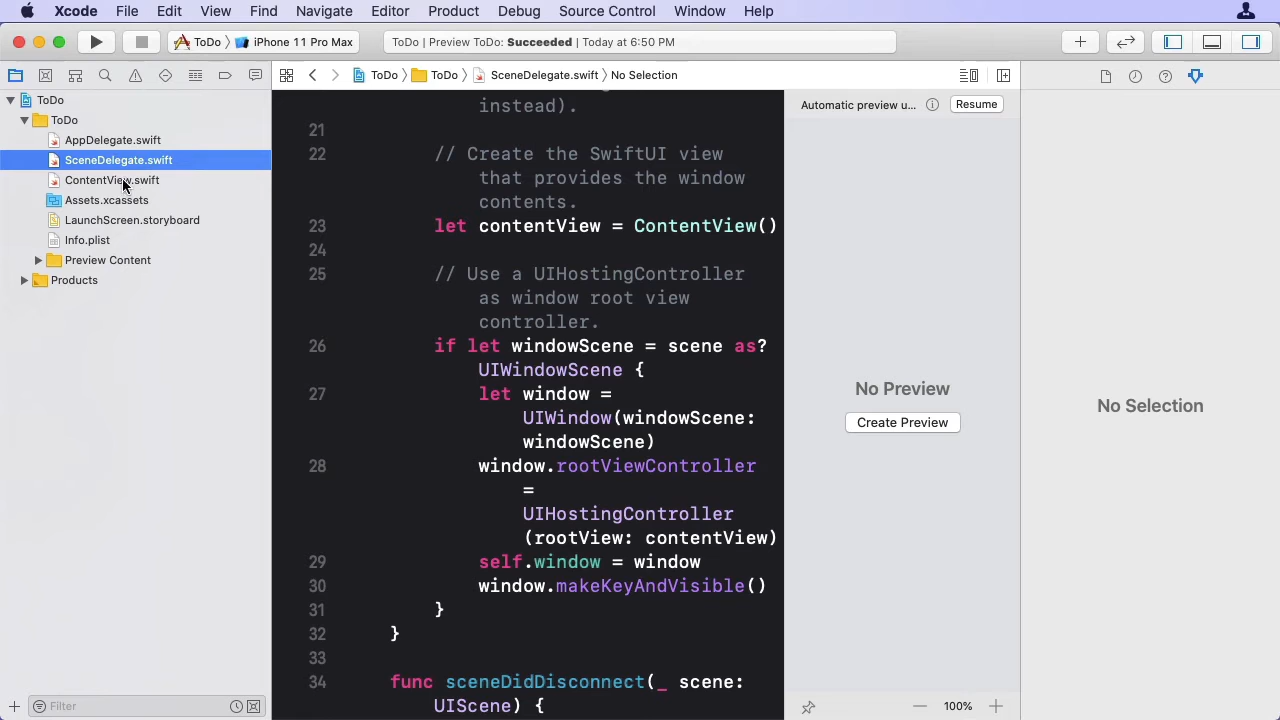 Xcode File Edit View Find Navigate Editor Product Debug Source Control Window Help
ToDo iPhone 11 Pro Max
ToDo | Preview ToDo: Succeeded | Today at 6:50 PM
ToDo ToDo SceneDelegate.swift No Selection
ToDo
ToDo
AppDelegate.swift
SceneDelegate.swift
ContentView.swift
Assets.xcassets
LaunchScreen.storyboard
Info.plist
Preview Content
Products
Filter
instead).
21
22 // Create the SwiftUI view
that provides the window
contents.
23 let contentView = ContentView()
24
25 // Use a UIHostingController
as window root view
controller.
26 if let windowScene = scene as?
UIWindowScene {
27 let window =
UIWindow(windowScene:
windowScene)
28 window.rootViewController
=
UIHostingController
(rootView: contentView)
29 self.window = window
30 window.makeKeyAndVisible()
31 }
32 }
33
34 func sceneDidDisconnect(_ scene:
UIScene) {
Automatic preview u... Resume
No Preview
Create Preview
100%
No Selection